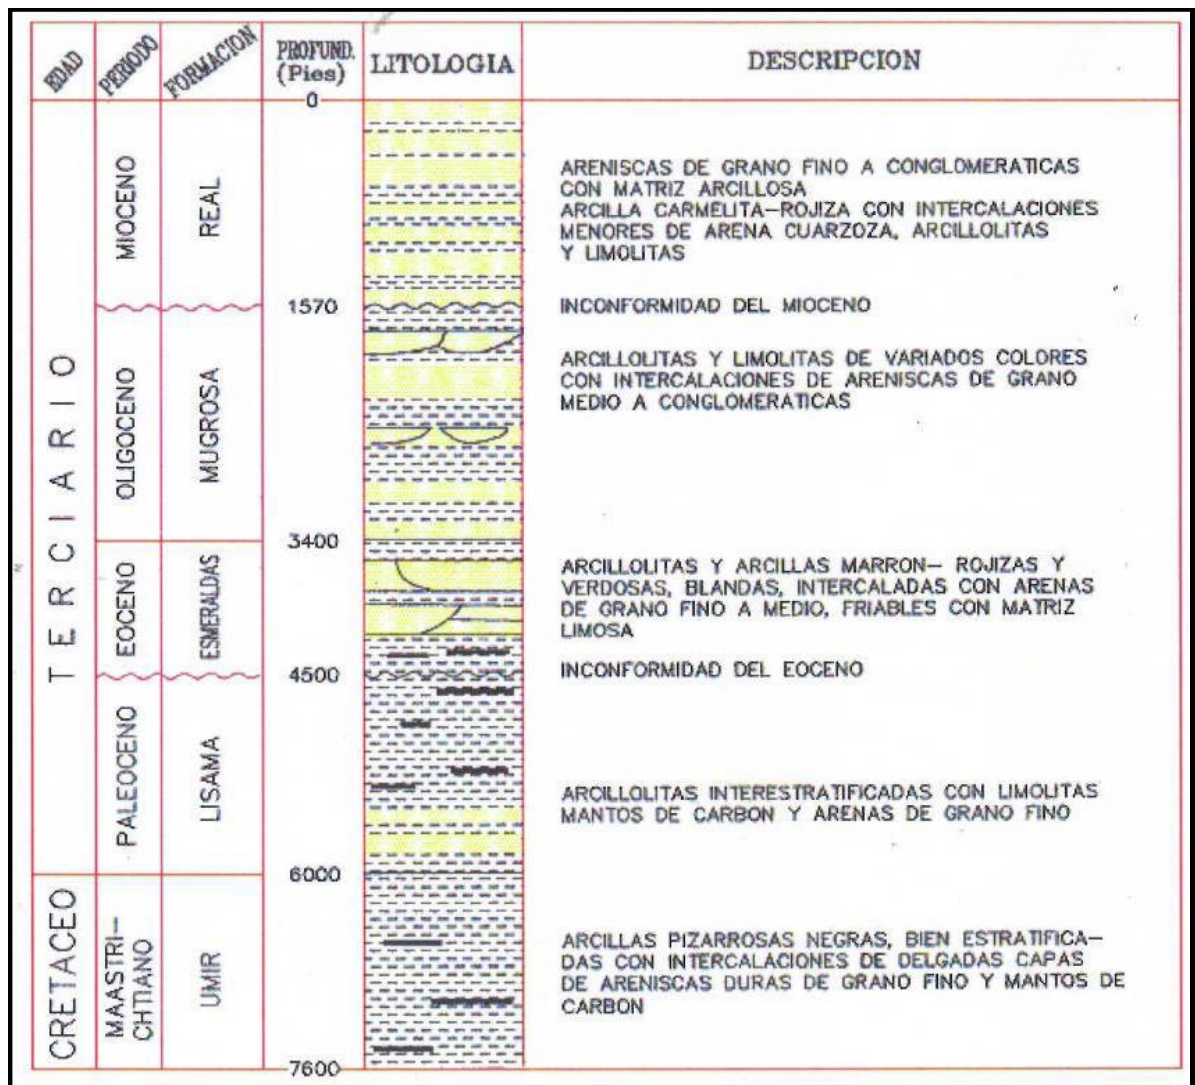 EDAD
PERIODO
FORMACION
PROFUND.
(Pies)
LITOLOGIA
DESCRIPCION
0
TERCIARIO
MIOCENO
REAL
ARENISCAS DE GRANO FINO A CONGLOMERATICAS
CON MATRIZ ARCILLOSA
ARCILLA CARMELITA-ROJIZA CON INTERCALACIONES
MENORES DE ARENA CUARZOZA, ARCILLOLITAS
Y LIMOLITAS
1570
INCONFORMIDAD DEL MIOCENO
OLIGOCENO
MUGROSA
ARCILLOLITAS Y LIMOLITAS DE VARIADOS COLORES
CON INTERCALACIONES DE ARENISCAS DE GRANO
MEDIO A CONGLOMERATICAS
3400
EOCENO
ESMERALDAS
ARCILLOLITAS Y ARCILLAS MARRON- ROJIZAS Y
VERDOSAS, BLANDAS, INTERCALADAS CON ARENAS
DE GRANO FINO A MEDIO, FRIABLES CON MATRIZ
LIMOSA
4500
INCONFORMIDAD DEL EOCENO
PALEOCENO
LISAMA
ARCILLOLITAS INTERESTRATIFICADAS CON LIMOLITAS
MANTOS DE CARBON Y ARENAS DE GRANO FINO
6000
CRETACEO
MAASTRI-
CHTIANO
UMIR
ARCILLAS PIZARROSAS NEGRAS, BIEN ESTRATIFICA-
DAS CON INTERCALACIONES DE DELGADAS CAPAS
DE ARENISCAS DURAS DE GRANO FINO Y MANTOS DE
CARBON
7600